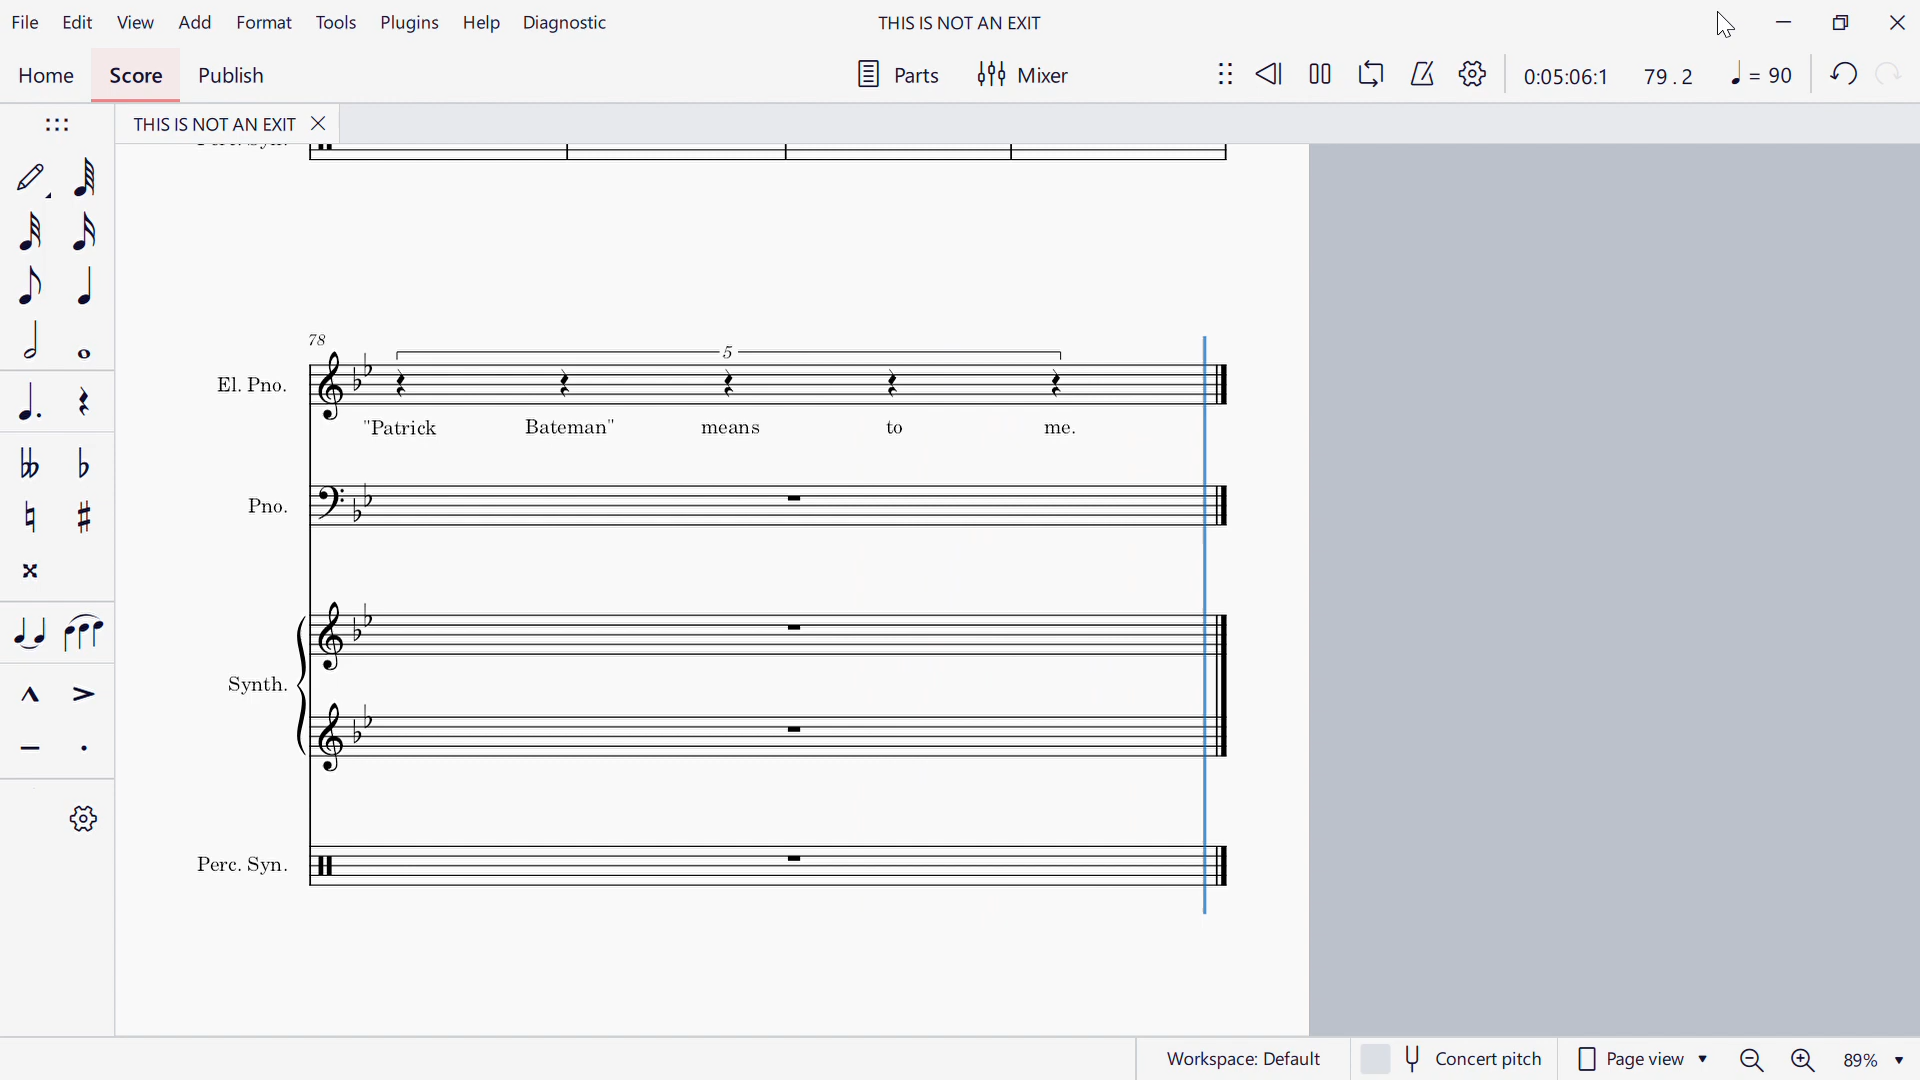 File Edit View Add Format Tools Plugins Help Diagnostic THIS IS NOT AN EXIT
Home Score Publish Parts Mixer 0:05:06:1 79 . 2 = 90
THIS IS NOT AN EXIT
78
5
El. Pno.
"Patrick Bateman" means to me.
Pno.
Synth.
Perc. Syn.
Workspace: Default Concert pitch Page view 89%